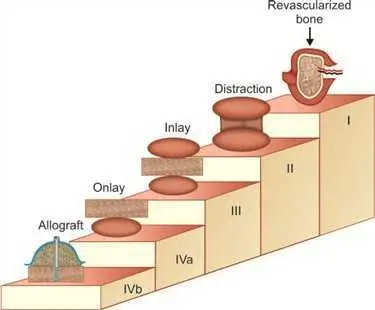 Revascularized
bone
Distraction
Inlay
Onlay
Allograft
I
II
III
IVa
IVb